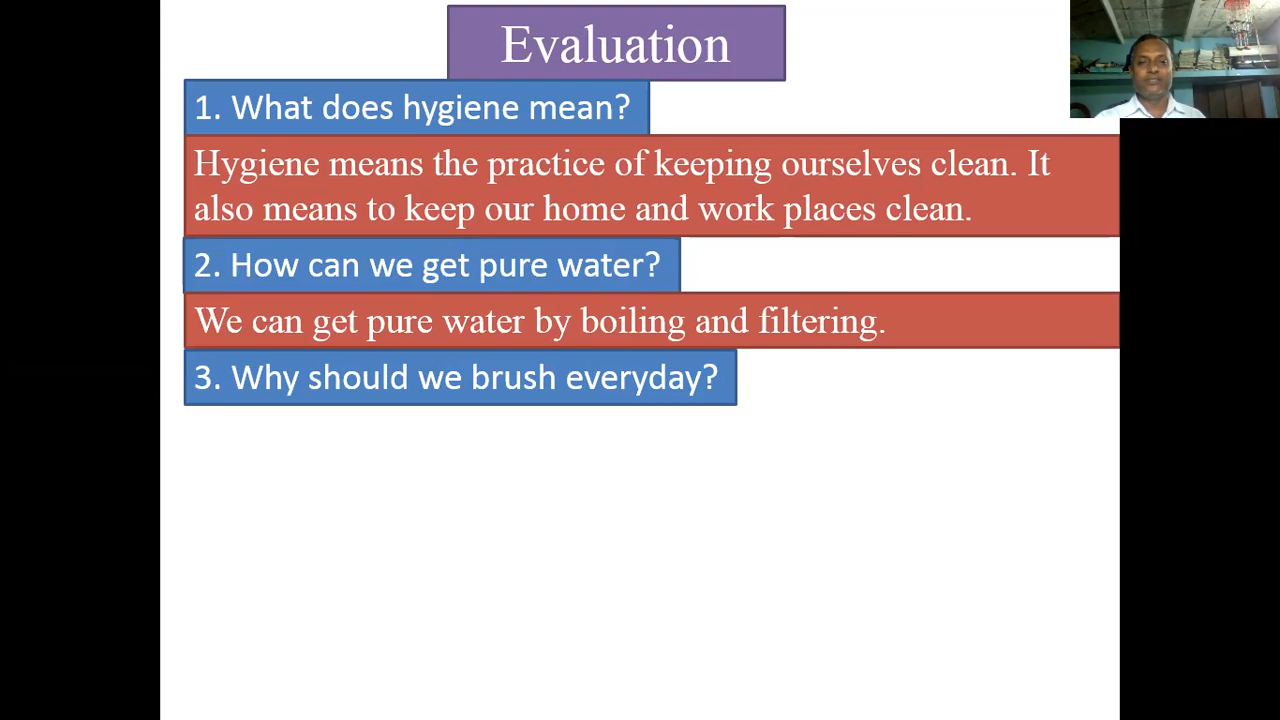 Evaluation
1. What does hygiene mean?
Hygiene means the practice of keeping ourselves clean. It
also means to keep our home and work places clean.
2. How can we get pure water?
We can get pure water by boiling and filtering.
3. Why should we brush everyday?